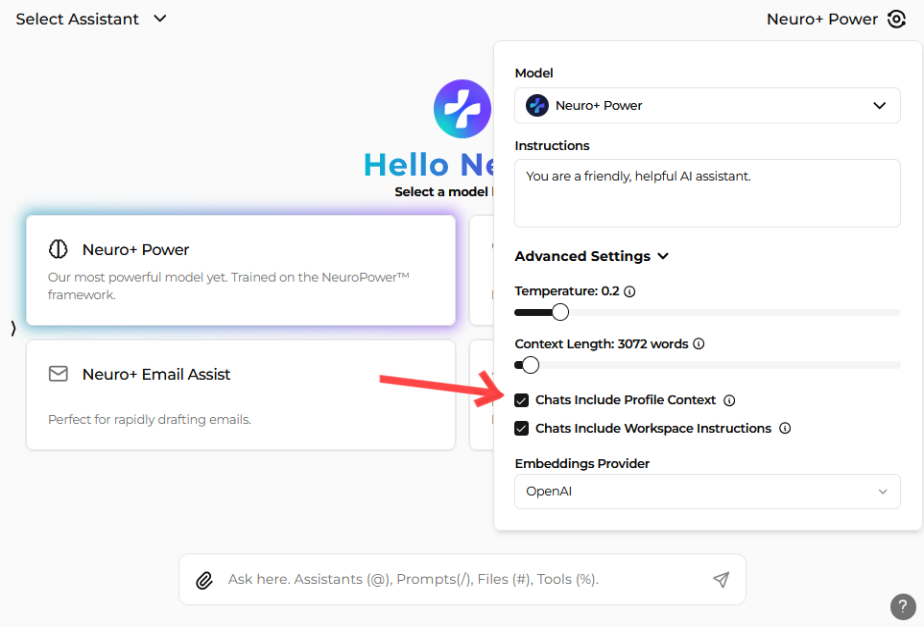 Select Assistant
Neuro+ Power
Hello Ne
Select a model
Neuro+ Power
Our most powerful model yet. Trained on the NeuroPower™
framework.
Neuro+ Email Assist
Perfect for rapidly drafting emails.
Model
Neuro+ Power
Instructions
You are a friendly, helpful AI assistant.
Advanced Settings
Temperature: 0.2
Context Length: 3072 words
Chats Include Profile Context
Chats Include Workspace Instructions
Embeddings Provider
OpenAI
Ask here. Assistants (@), Prompts(/), Files (#), Tools (%).
?